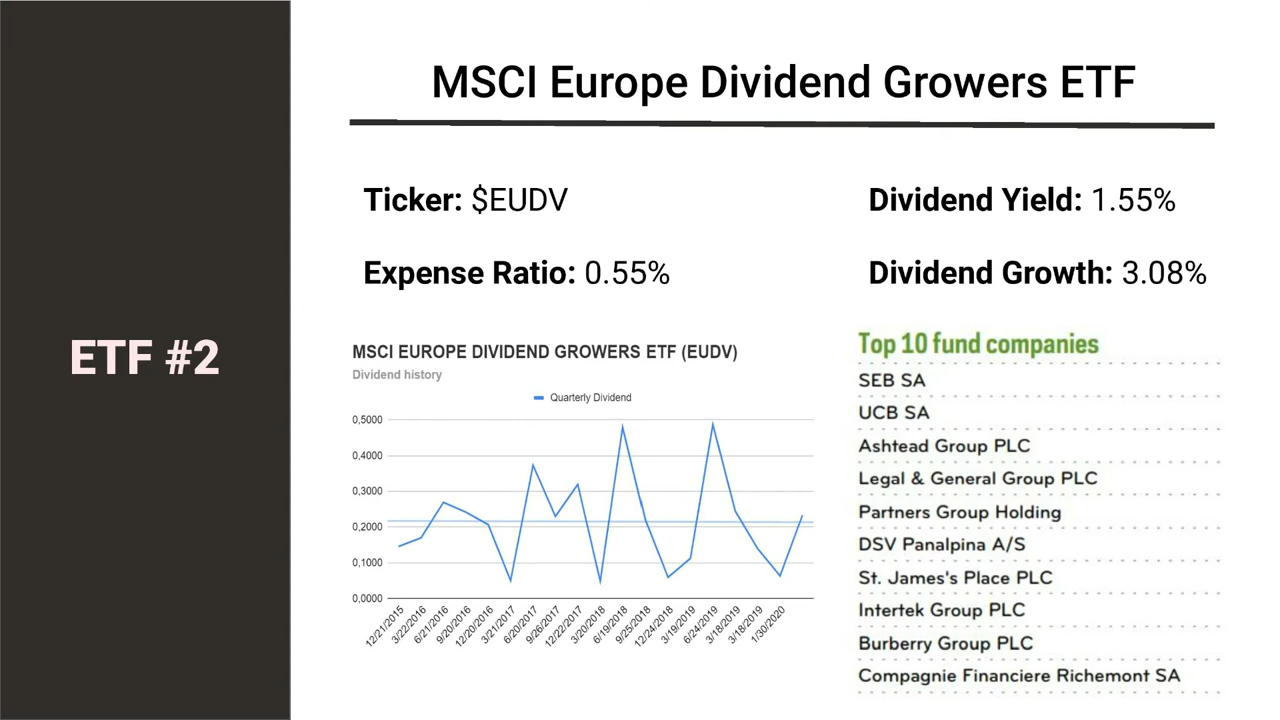 ETF #2
MSCI Europe Dividend Growers ETF
Ticker: $EUDV
Dividend Yield: 1.55%
Expense Ratio: 0.55%
Dividend Growth: 3.08%
MSCI EUROPE DIVIDEND GROWERS ETF (EUDV)
Dividend history
Quarterly Dividend
0,5000
0,4000
0,3000
0,2000
0,1000
0,0000
12/21/2015
3/22/2016
6/21/2016
9/20/2016
12/20/2016
3/21/2017
6/20/2017
9/26/2017
12/22/2017
3/20/2018
6/19/2018
9/25/2018
12/24/2018
3/19/2019
6/24/2019
3/18/2019
3/18/2019
1/30/2020
Top 10 fund companies
SEB SA
UCB SA
Ashtead Group PLC
Legal & General Group PLC
Partners Group Holding
DSV Panalpina A/S
St. James's Place PLC
Intertek Group PLC
Burberry Group PLC
Compagnie Financiere Richemont SA